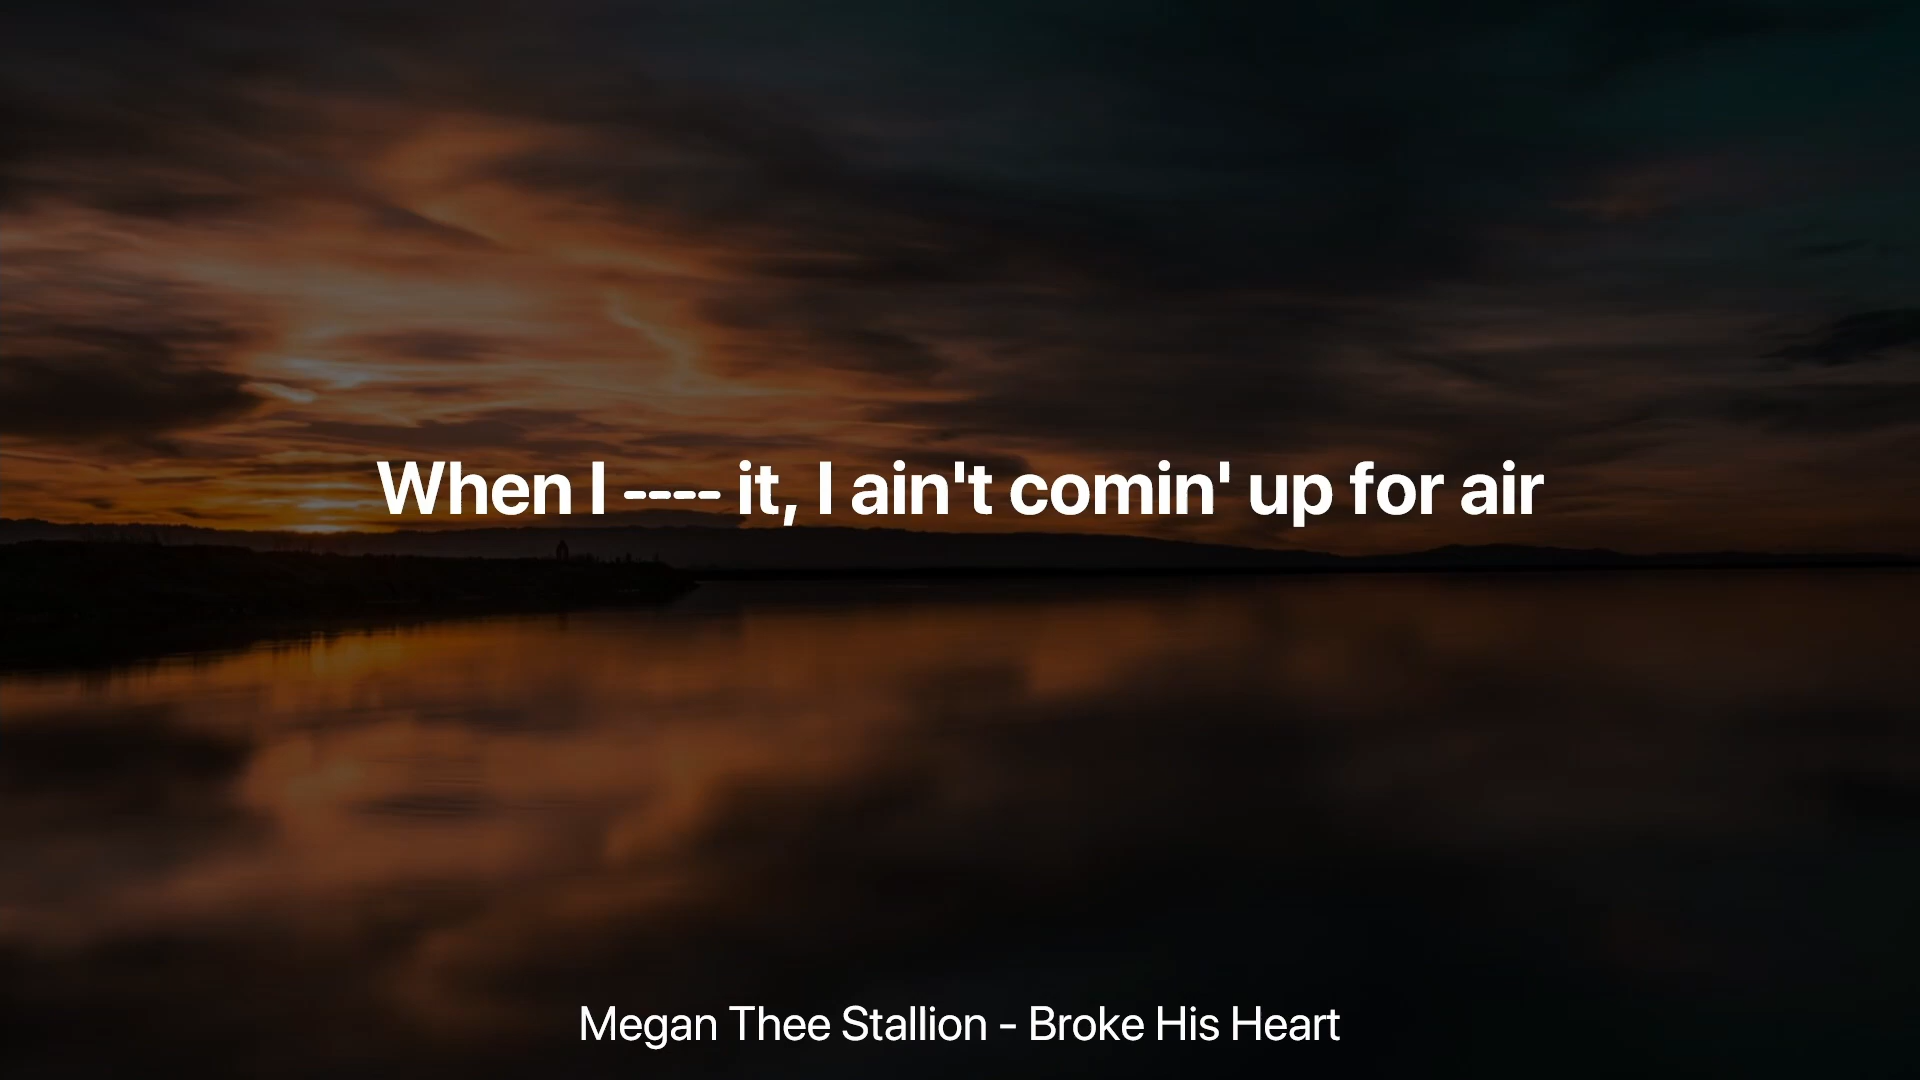 When I ---- it, I ain't comin' up for air
Megan Thee Stallion - Broke His Heart